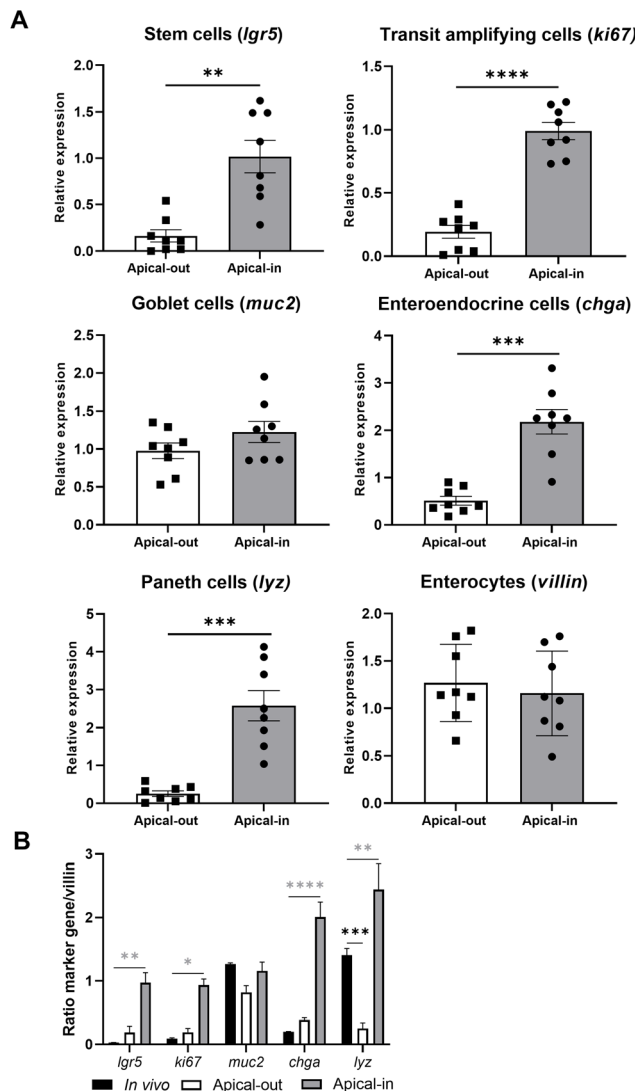 A
Stem cells (lgr5)
Relative expression
2.0
1.5
1.0
0.5
0.0
**
Apical-out
Apical-in
Transit amplifying cells (ki67)
Relative expression
1.5
1.0
0.5
0.0
****
Apical-out
Apical-in
Goblet cells (muc2)
Relative expression
2.5
2.0
1.5
1.0
0.5
0.0
Apical-out
Apical-in
Enteroendocrine cells (chga)
Relative expression
4
3
2
1
0
***
Apical-out
Apical-in
Paneth cells (lyz)
Relative expression
5
4
3
2
1
0
***
Apical-out
Apical-in
Enterocytes (villin)
Relative expression
2.0
1.5
1.0
0.5
0.0
Apical-out
Apical-in
B
Ratio marker gene/villin
3
2
1
0
**
*
****
***
**
lgr5
ki67
muc2
chga
lyz
In vivo
Apical-out
Apical-in